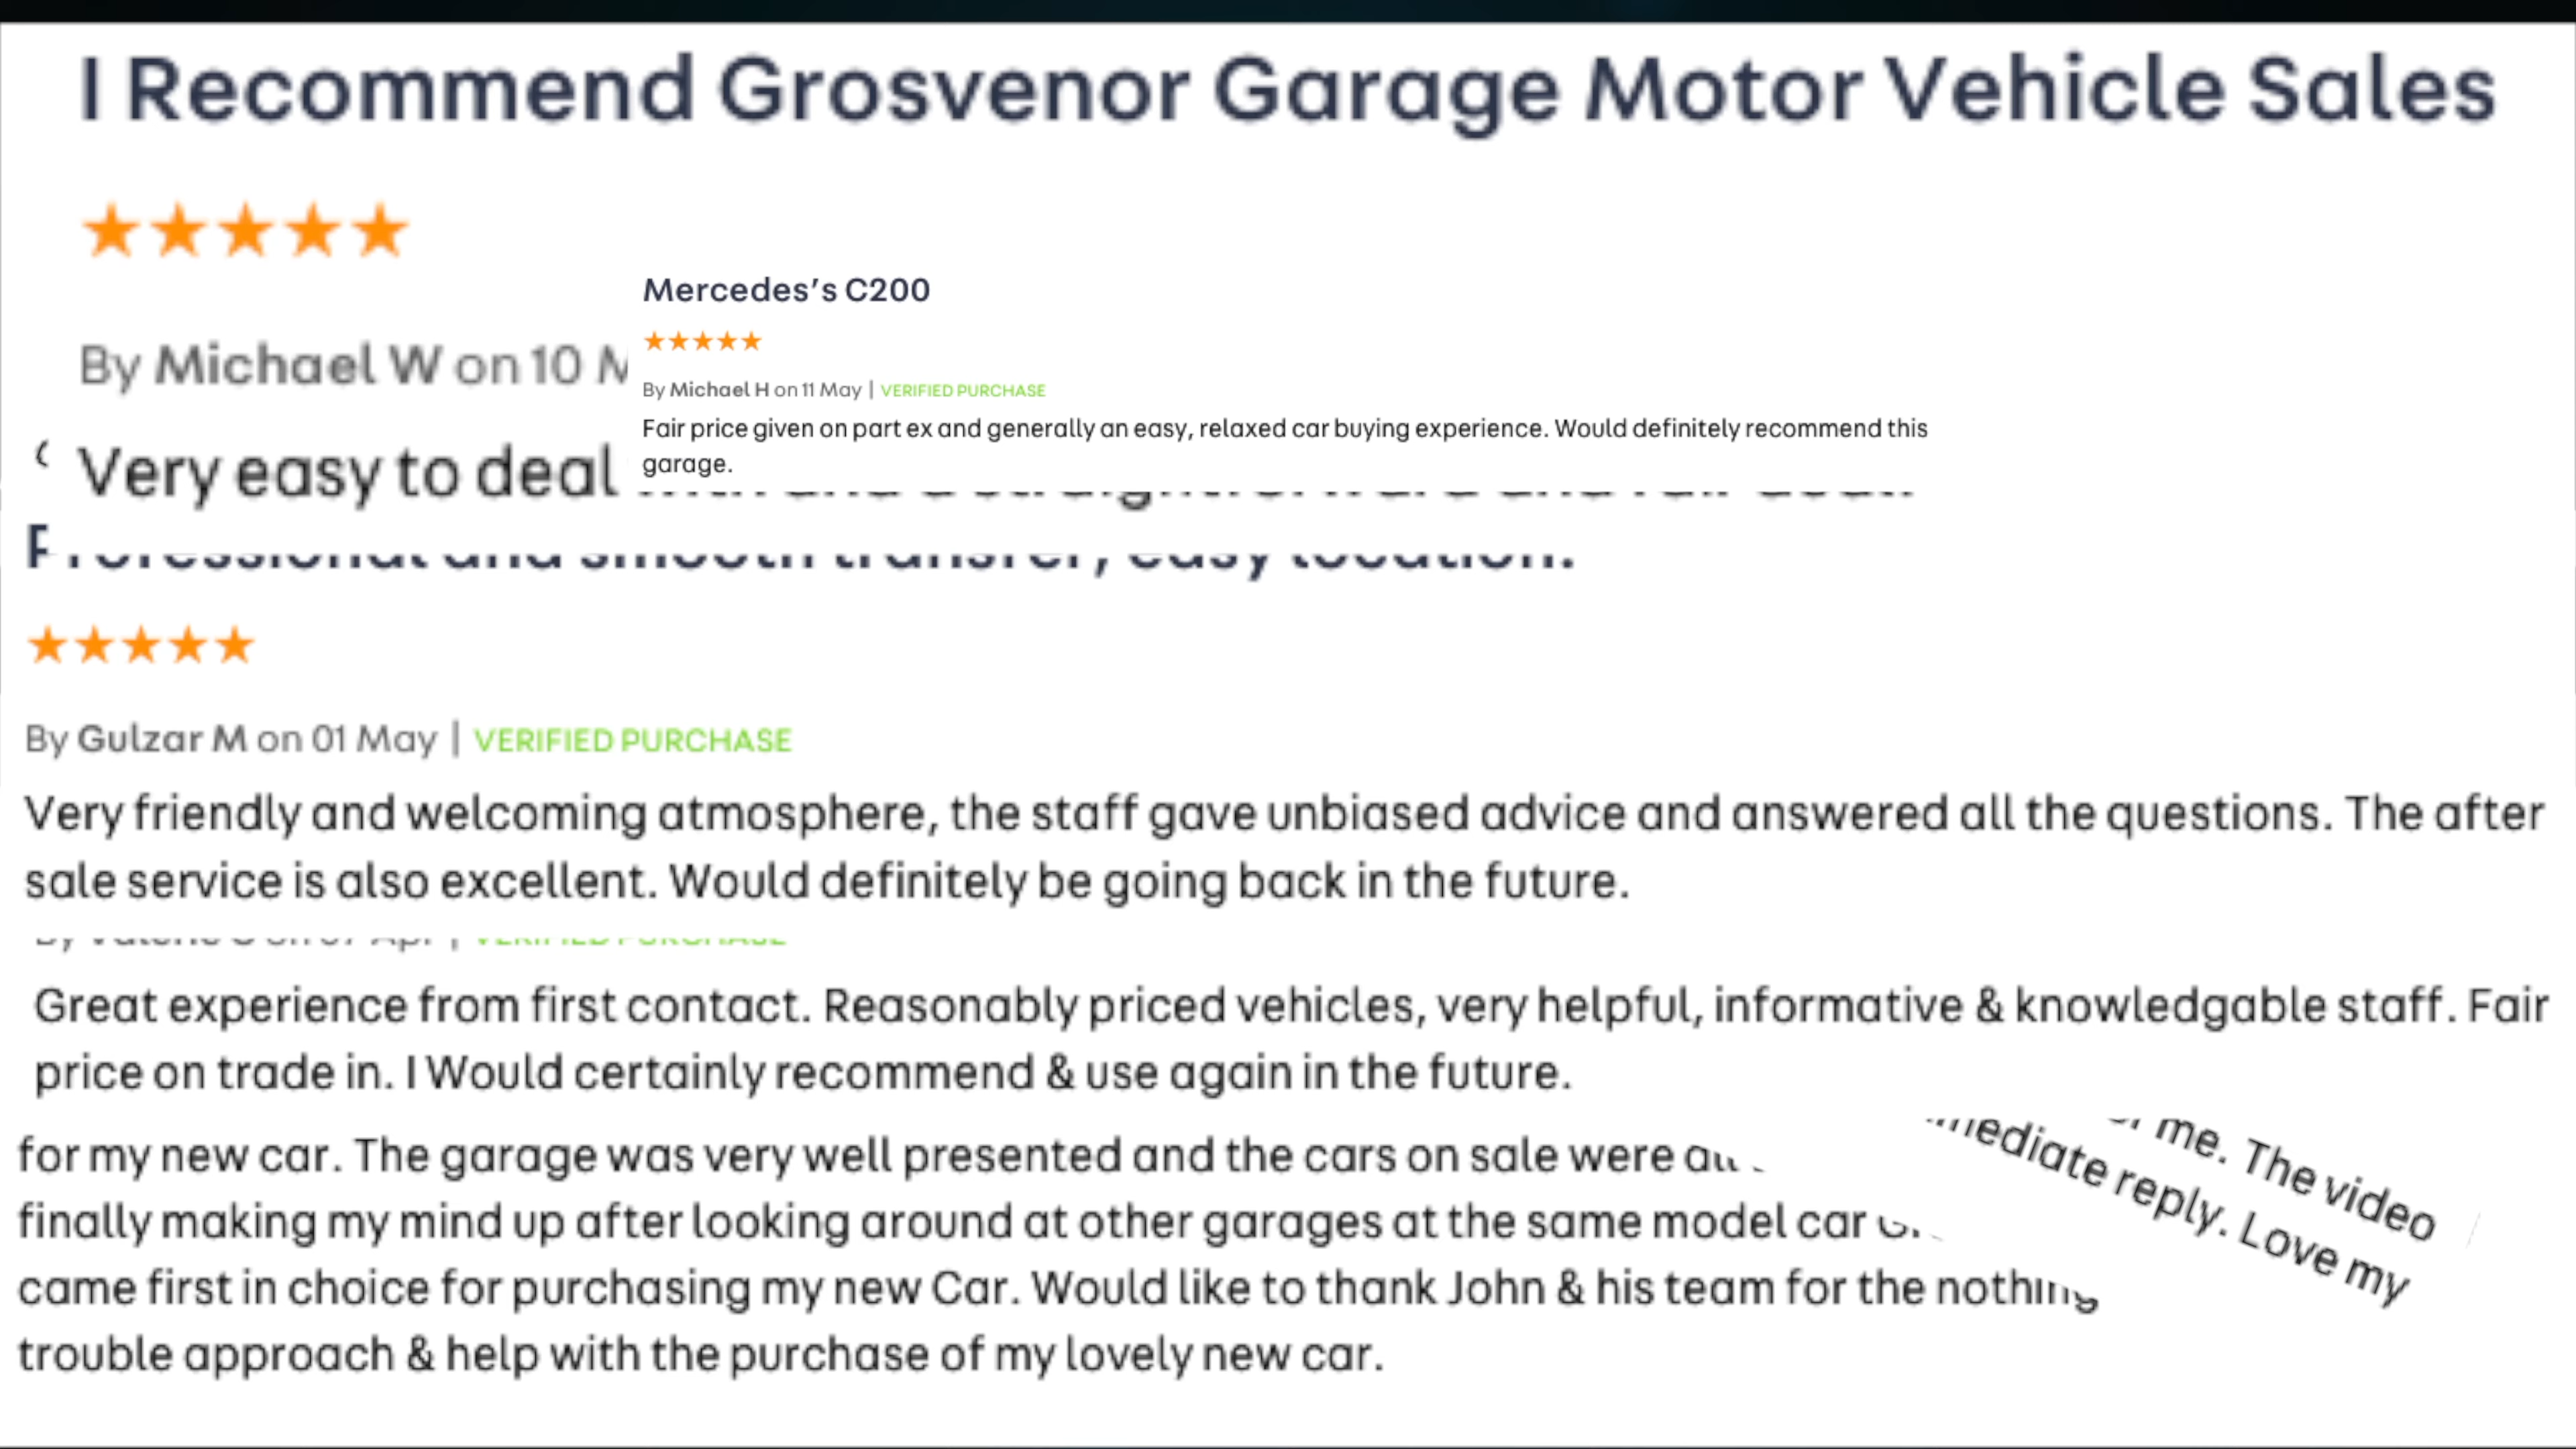 I Recommend Grosvenor Garage Motor Vehicle Sales
Mercedes’s C200
By Michael W on 10 M
By Michael H on 11 May | VERIFIED PURCHASE
Fair price given on part ex and generally an easy, relaxed car buying experience. Would definitely recommend this
garage.
Very easy to deal
Professional and smooth transfer, easy location.
By Gulzar M on 01 May | VERIFIED PURCHASE
Very friendly and welcoming atmosphere, the staff gave unbiased advice and answered all the questions. The after
sale service is also excellent. Would definitely be going back in the future.
Great experience from first contact. Reasonably priced vehicles, very helpful, informative & knowledgable staff. Fair
price on trade in. I Would certainly recommend & use again in the future.
me. The video
reply. Love my
for my new car. The garage was very well presented and the cars on sale were
finally making my mind up after looking around at other garages at the same model car
came first in choice for purchasing my new Car. Would like to thank John & his team for the nothing
trouble approach & help with the purchase of my lovely new car.